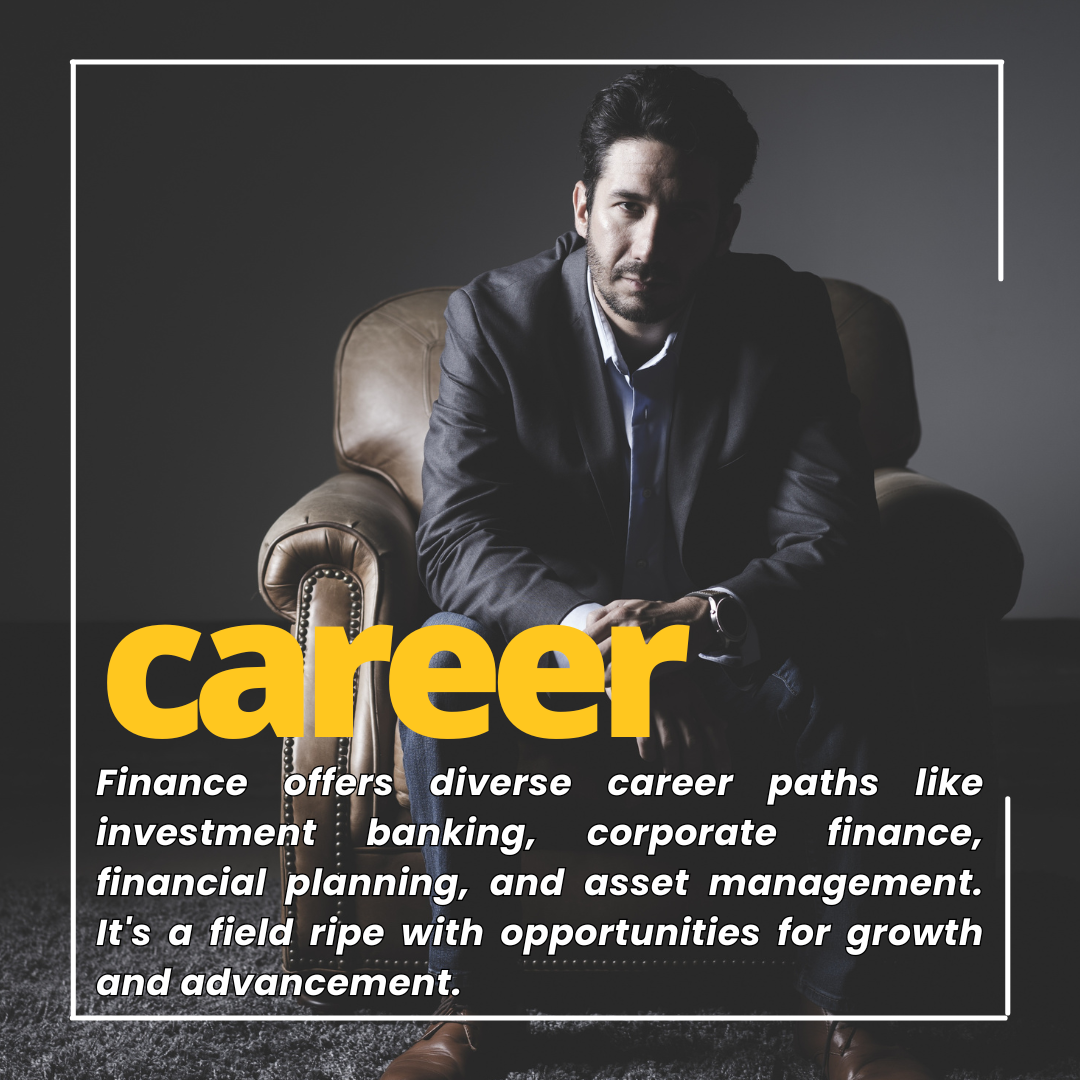 career
Finance offers diverse career paths like
investment banking, corporate finance,
financial planning, and asset management.
It's a field ripe with opportunities for growth
and advancement.